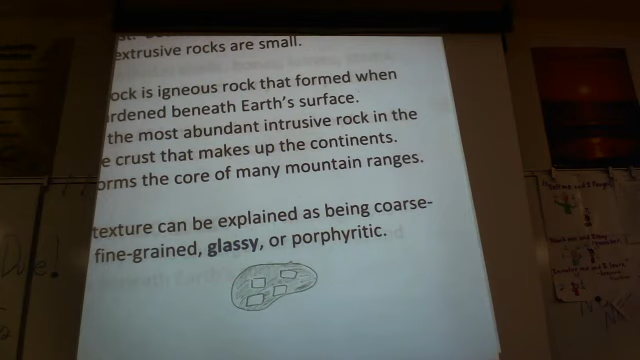 extrusive rocks are small.
ock is igneous rock that formed when
rdened beneath Earth's surface.
the most abundant intrusive rock in the
e crust that makes up the continents.
orms the core of many mountain ranges.
texture can be explained as being coarse-
fine-grained, glassy, or porphyritic.